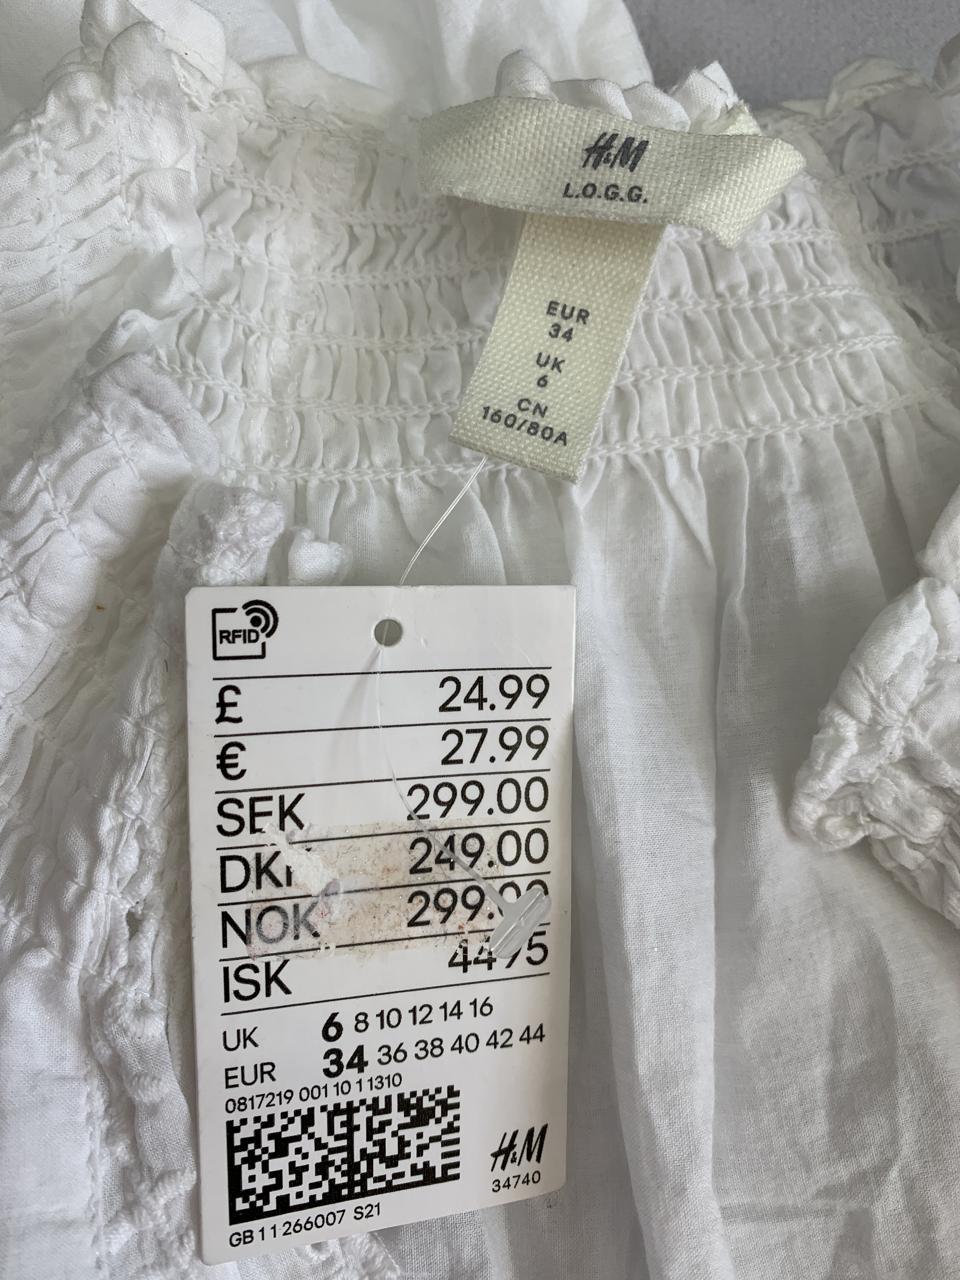 H&M
L.O.G.G.
EUR
34
UK
6
CN
160/80A
RFID
£ 24.99
€ 27.99
SEK 299.00
249.00
NOK
ISK
UK 6 8 10 12 14 16
EUR 34 36 38 40 42 44
0817219 001 10 1 1310
H&M
34740
GB 11 266007 S21